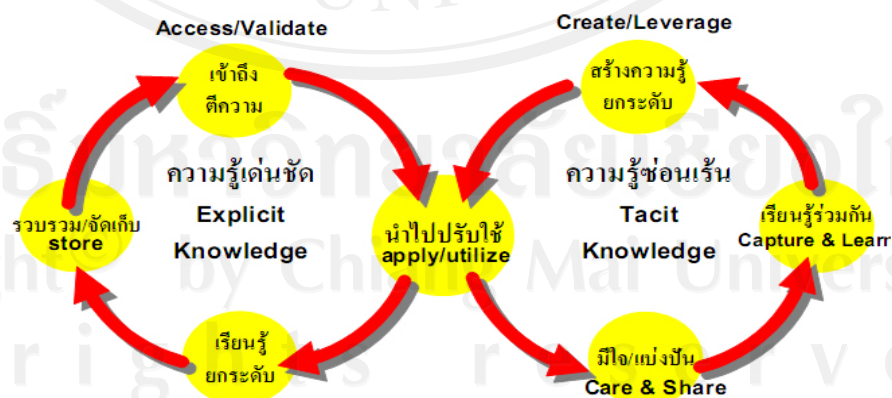 Access/Validate
เข้าถึง
ตีความ
ความรู้เด่นชัด
Explicit
Knowledge
รวบรวม/จัดเก็บ
store
เรียนรู้
ยกระดับ
นำไปปรับใช้
apply/utilize
Create/Leverage
สร้างความรู้
ยกระดับ
ความรู้ซ่อนเร้น
Tacit
Knowledge
เรียนรู้ร่วมกัน
Capture & Learn
มีใจ/แบ่งปัน
Care & Share